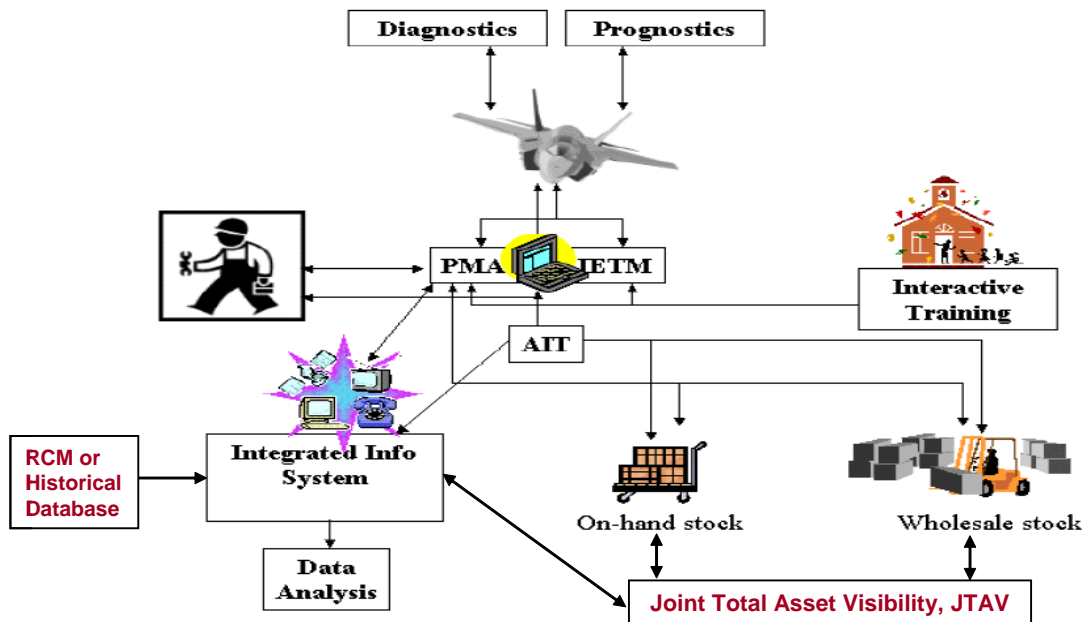 Diagnostics
Prognostics
PMA IETM
Interactive
Training
AIT
Integrated Info
System
RCM or
Historical
Database
On-hand stock
Wholesale stock
Data
Analysis
Joint Total Asset Visibility, JTAV